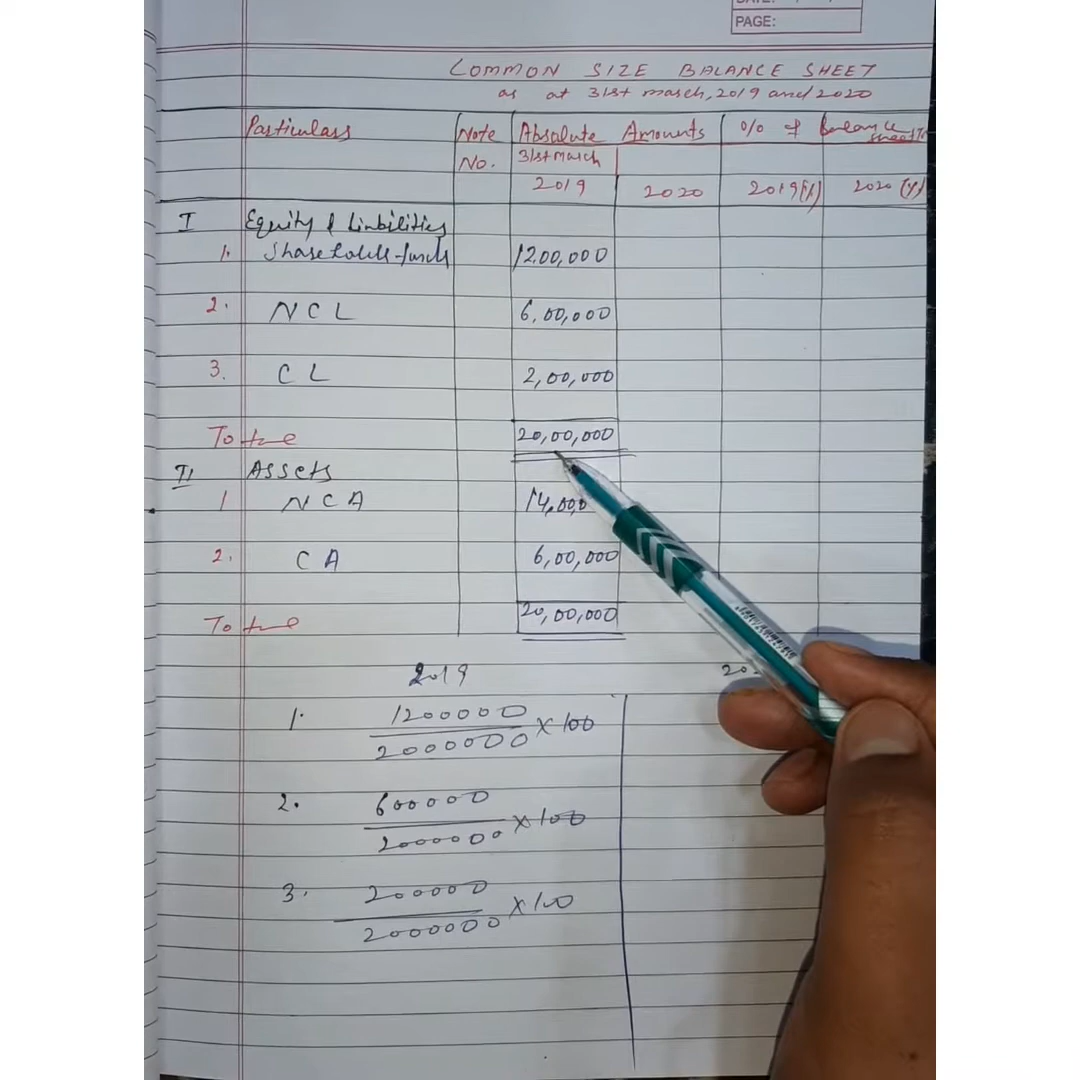 PAGE:
COMMON SIZE BALANCE SHEET
as at 31st march, 2019 and 2020
Particulars Note Absolute Amounts % of Balance sheet
No. 31st March
2019 2020 2019(%) 2020 (%)
I Equity & Liabilities
1. Shareholders funds 1200,000
2. NCL 6,00,000
3. CL 2,00,000
Total 20,00,000
II Assets
1 NCA 14,00,0
2. CA 6,00,000
Total 20,00,000
2019
1. 1200000
2000000 × 100
2. 600000
2000000 × 100
3. 200000
2000000 × 100